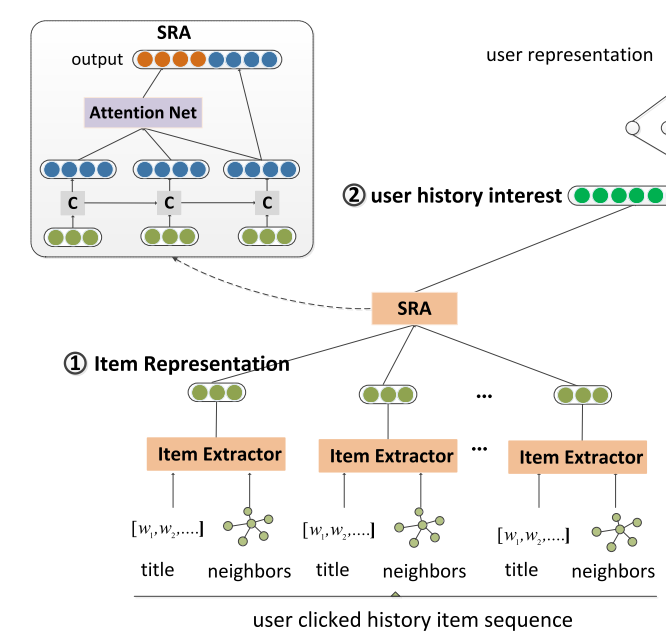 SRA
output
Attention Net
C C C
user representation
② user history interest
SRA
① Item Representation
...
Item Extractor Item Extractor ... Item Extractor
[w1,w2,....] [w1,w2,....] [w1,w2,....]
title neighbors title neighbors title neighbors
user clicked history item sequence